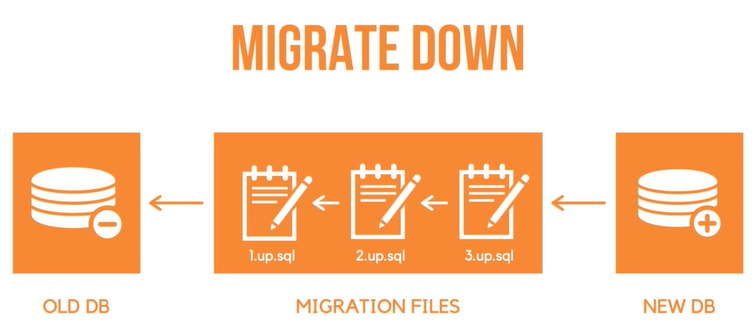 MIGRATE DOWN
1.up.sql
2.up.sql
3.up.sql
OLD DB
MIGRATION FILES
NEW DB